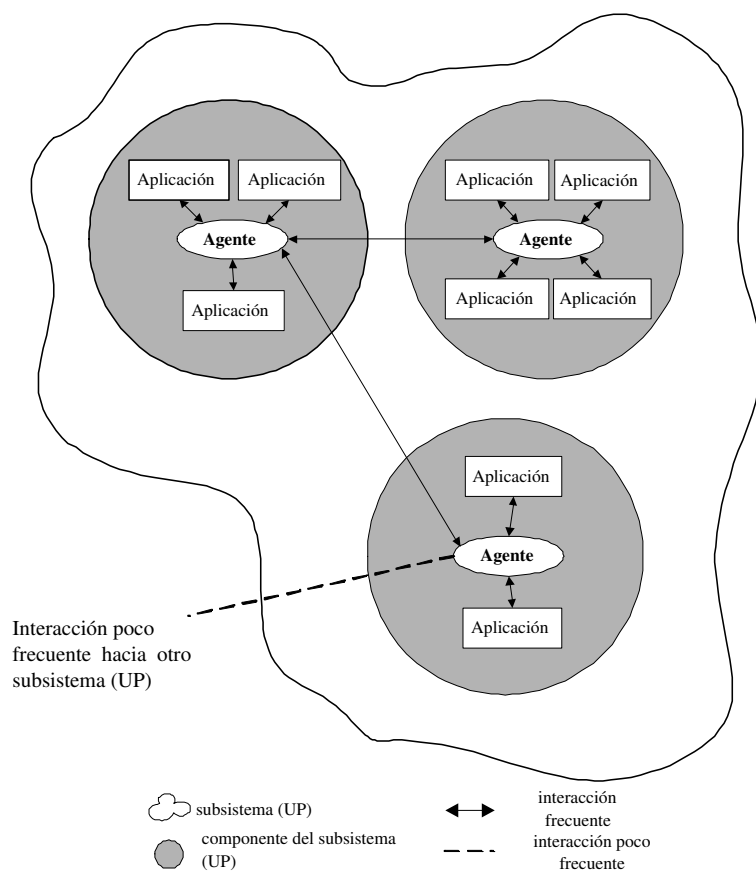 Aplicación
Aplicación
Agente
Aplicación
Aplicación
Aplicación
Agente
Aplicación
Aplicación
Aplicación
Agente
Aplicación
Interacción poco
frecuente hacia otro
subsistema (UP)
subsistema (UP)
componente del subsistema
(UP)
interacción
frecuente
interacción poco
frecuente